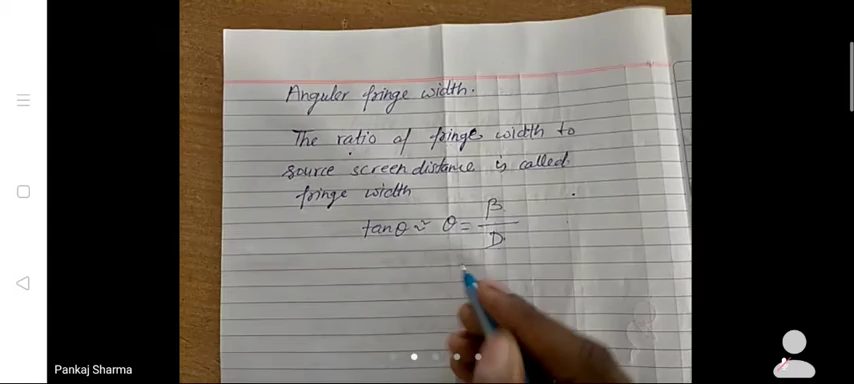 Anguler fringe width.
The ratio of fringe width to
source screen distance is called
fringe width
tanθ ≈ θ = β/D
Pankaj Sharma